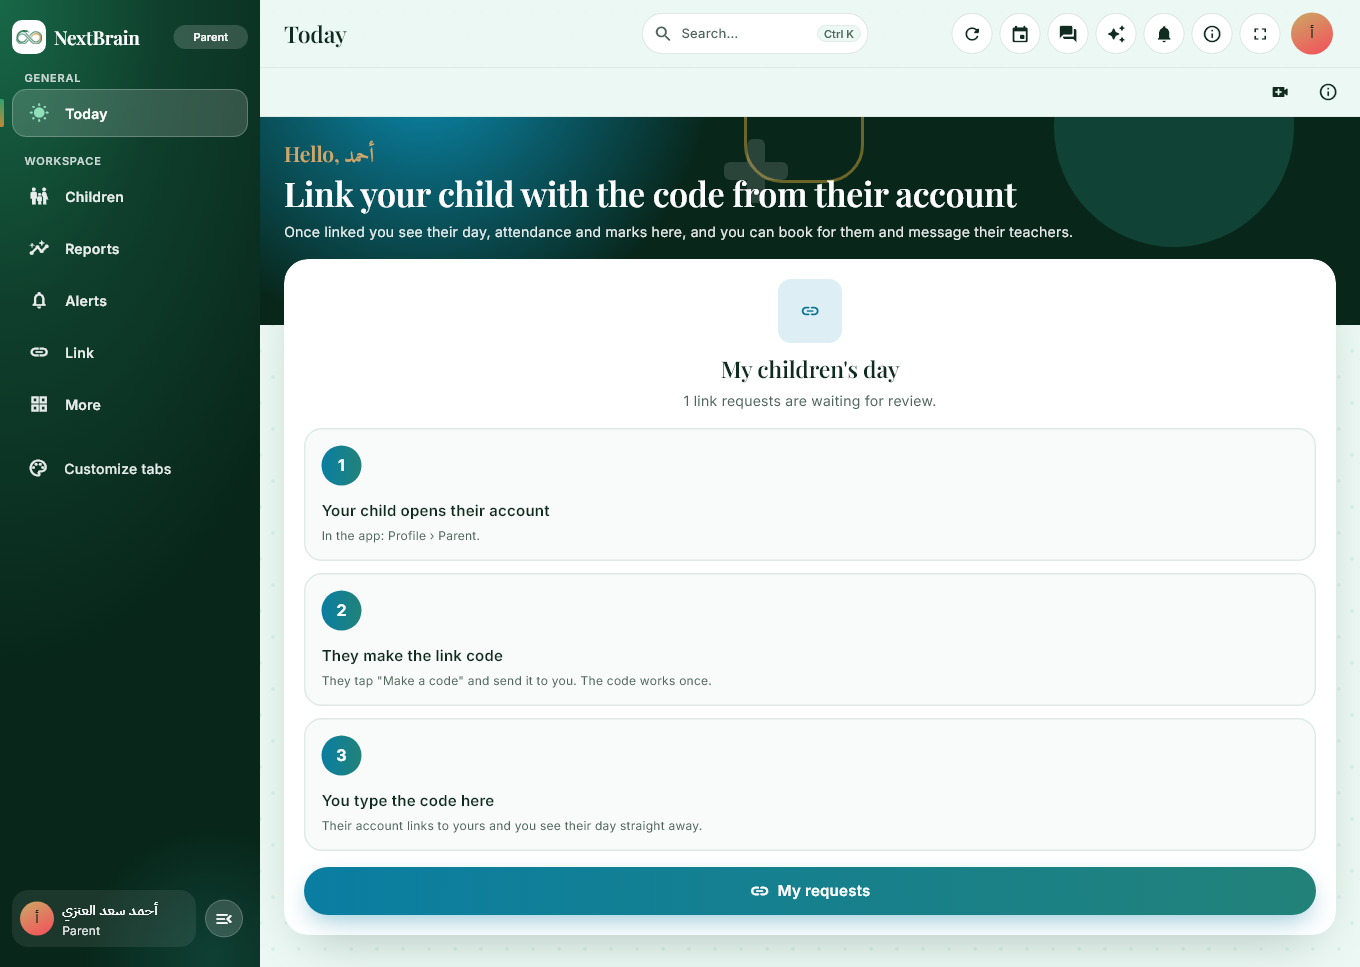 NextBrain
Parent
GENERAL
Today
WORKSPACE
Children
Reports
Alerts
Link
More
Customize tabs
أ
أحمد سعد العنزي
Parent
Today
Search...
Ctrl K
أ
Hello, أحمد
Link your child with the code from their account
Once linked you see their day, attendance and marks here, and you can book for them and message their teachers.
My children's day
1 link requests are waiting for review.
1
Your child opens their account
In the app: Profile › Parent.
2
They make the link code
They tap "Make a code" and send it to you. The code works once.
3
You type the code here
Their account links to yours and you see their day straight away.
My requests